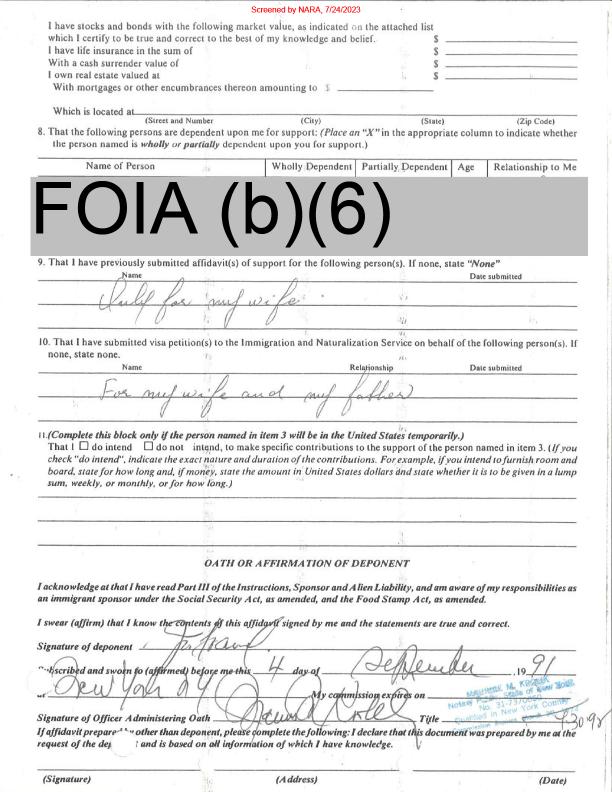 Screened by NARA, 7/24/2023
I have stocks and bonds with the following market value, as indicated on the attached list
which I certify to be true and correct to the best of my knowledge and belief. $
I have life insurance in the sum of $
With a cash surrender value of $
I own real estate valued at $
With mortgages or other encumbrances thereon amounting to $
Which is located at
(Street and Number) (City) (State) (Zip Code)
8. That the following persons are dependent upon me for support: (Place an "X" in the appropriate column to indicate whether
the person named is wholly or partially dependent upon you for support.)
Name of Person Wholly Dependent Partially Dependent Age Relationship to Me
FOIA (b)(6)
9. That I have previously submitted affidavit(s) of support for the following person(s). If none, state "None"
Name Date submitted
Only for my wife
10. That I have submitted visa petition(s) to the Immigration and Naturalization Service on behalf of the following person(s). If
none, state none.
Name Relationship Date submitted
For my wife and my father
11.(Complete this block only if the person named in item 3 will be in the United States temporarily.)
That I ☐ do intend ☐ do not intend, to make specific contributions to the support of the person named in item 3. (If you
check "do intend", indicate the exact nature and duration of the contributions. For example, if you intend to furnish room and
board, state for how long and, if money, state the amount in United States dollars and state whether it is to be given in a lump
sum, weekly, or monthly, or for how long.)
OATH OR AFFIRMATION OF DEPONENT
I acknowledge at that I have read Part III of the Instructions, Sponsor and Alien Liability, and am aware of my responsibilities as
an immigrant sponsor under the Social Security Act, as amended, and the Food Stamp Act, as amended.
I swear (affirm) that I know the contents of this affidavit signed by me and the statements are true and correct.
Signature of deponent
Subscribed and sworn to (affirmed) before me this 4 day of September, 19 91
at New York NY My commission expires on
Notary Public, State of New York
Qualified in New York County
Signature of Officer Administering Oath Title
If affidavit prepared by other than deponent, please complete the following: I declare that this document was prepared by me at the
request of the dep and is based on all information of which I have knowledge.
(Signature) (Address) (Date)